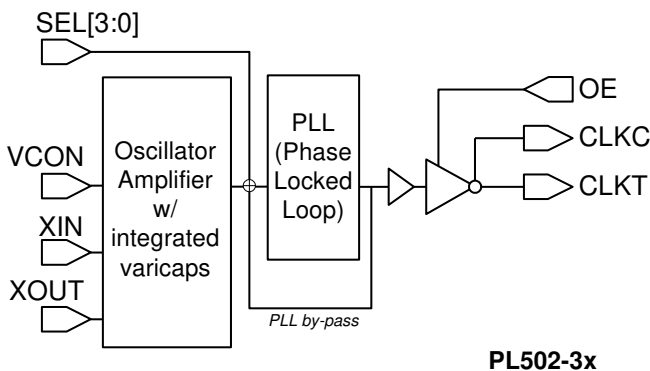 SEL[3:0]
VCON
XIN
XOUT
Oscillator
Amplifier
w/
integrated
varicaps
PLL
(Phase
Locked
Loop)
PLL by-pass
OE
CLKC
CLKT
PL502-3x